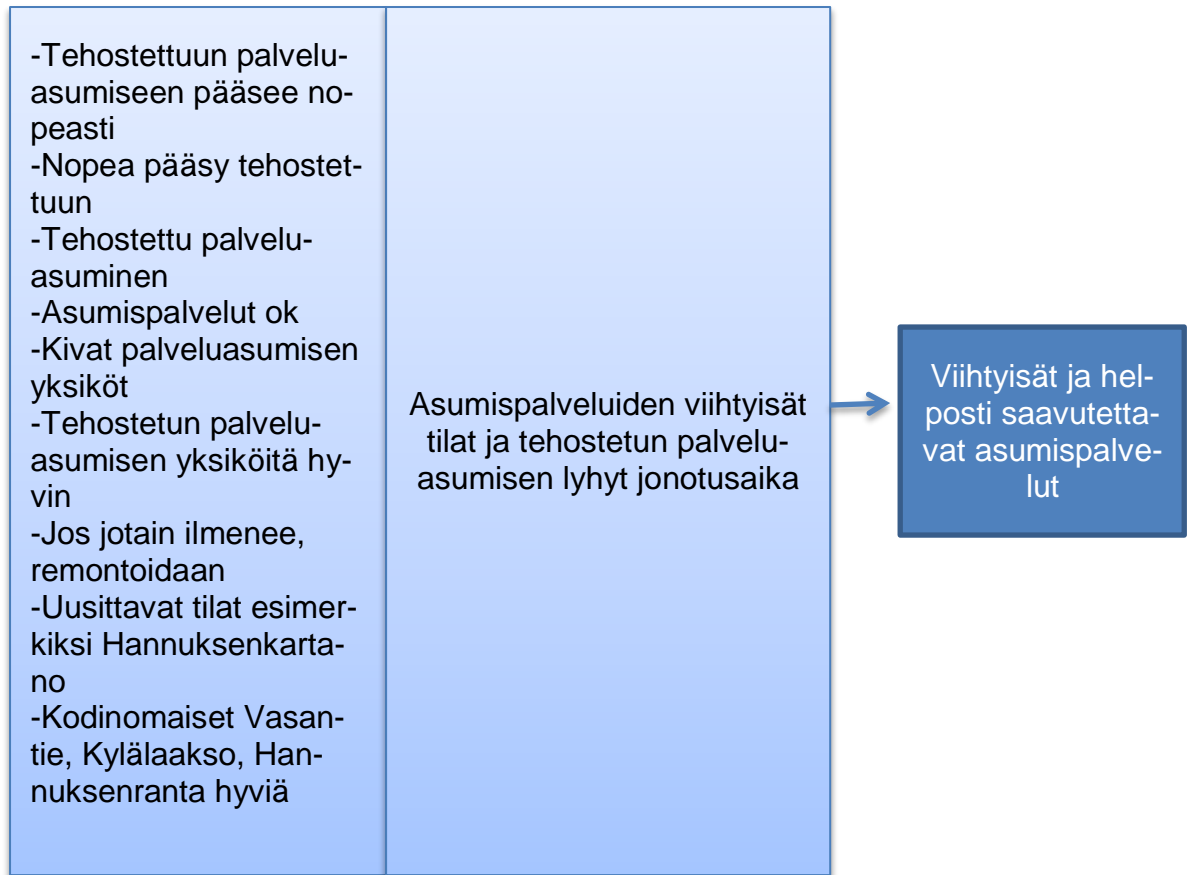 -Tehostettuun palvelu-
asumiseen pääsee no-
peasti
-Nopea pääsy tehostet-
tuun
-Tehostettu palvelu-
asuminen
-Asumispalvelut ok
-Kivat palveluasumisen
yksiköt
-Tehostetun palvelu-
asumisen yksiköitä hy-
vin
-Jos jotain ilmenee,
remontoidaan
-Uusittavat tilat esimer-
kiksi Hannuksenkarta-
no
-Kodinomaiset Vasan-
tie, Kylälaakso, Han-
nuksenranta hyviä
Asumispalveluiden viihtyisät
tilat ja tehostetun palvelu-
asumisen lyhyt jonotusaika
Viihtyisät ja hel-
posti saavutetta-
vat asumispalve-
lut